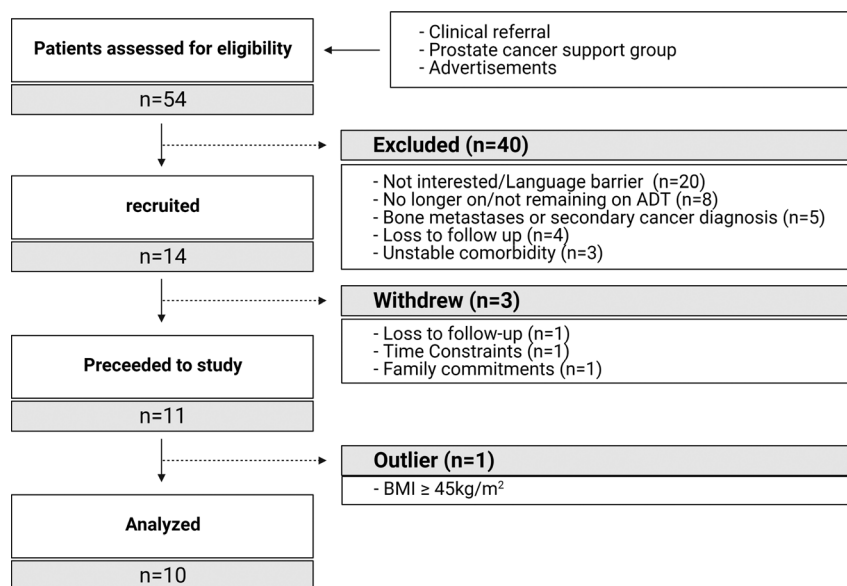 Patients assessed for eligibility
n=54
- Clinical referral
- Prostate cancer support group
- Advertisements
Excluded (n=40)
- Not interested/Language barrier (n=20)
- No longer on/not remaining on ADT (n=8)
- Bone metastases or secondary cancer diagnosis (n=5)
- Loss to follow up (n=4)
- Unstable comorbidity (n=3)
recruited
n=14
Withdrew (n=3)
- Loss to follow-up (n=1)
- Time Constraints (n=1)
- Family commitments (n=1)
Preceeded to study
n=11
Outlier (n=1)
- BMI ≥ 45kg/m²
Analyzed
n=10